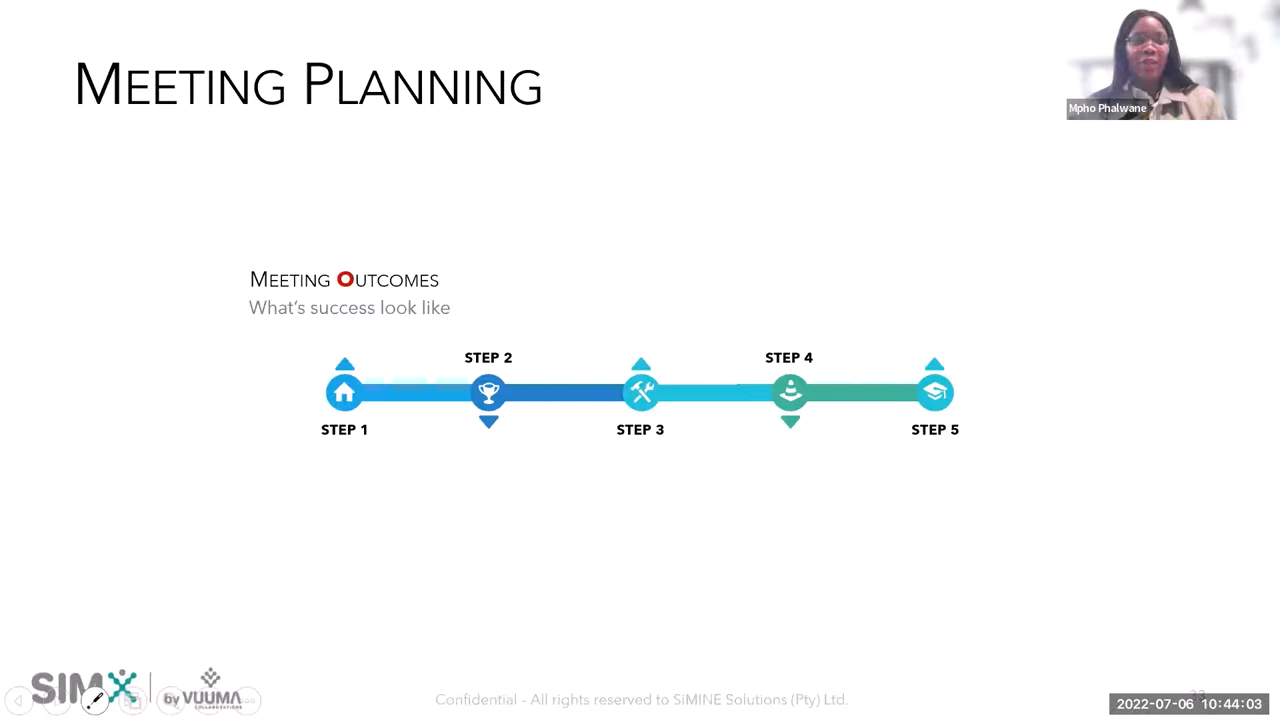 MEETING PLANNING
Mpho Phalwane
MEETING OUTCOMES
What's success look like
STEP 2
STEP 4
STEP 1
STEP 3
STEP 5
SIMX
by VUUMA
COLLABORATIONS
Confidential - All rights reserved to SiMINE Solutions (Pty) Ltd.
2022-07-06 10:44:03